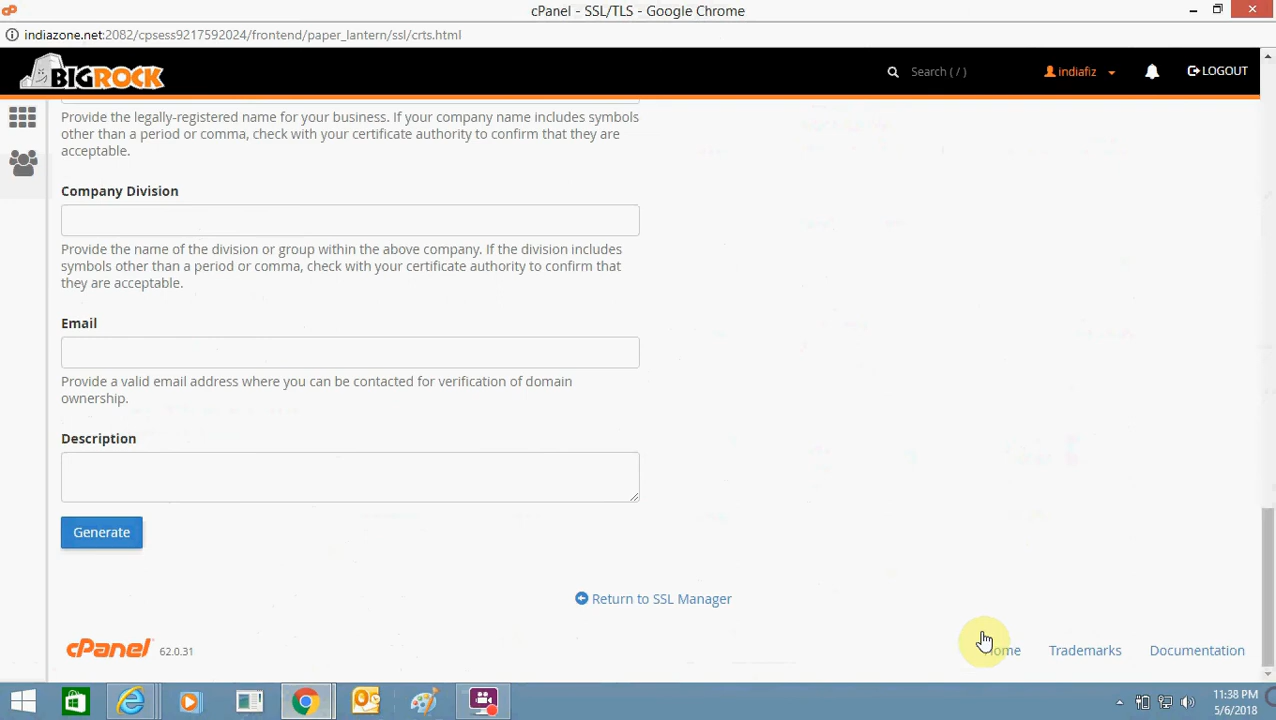 cPanel - SSL/TLS - Google Chrome
indiazone.net:2082/cpsess9217592024/frontend/paper_lantern/ssl/crts.html
BIGROCK
Search ( / )
indiafiz
LOGOUT
Provide the legally-registered name for your business. If your company name includes symbols
other than a period or comma, check with your certificate authority to confirm that they are
acceptable.
Company Division
Provide the name of the division or group within the above company. If the division includes
symbols other than a period or comma, check with your certificate authority to confirm that
they are acceptable.
Email
Provide a valid email address where you can be contacted for verification of domain
ownership.
Description
Generate
Return to SSL Manager
cPanel 62.0.31
Home Trademarks Documentation
11:38 PM
5/6/2018